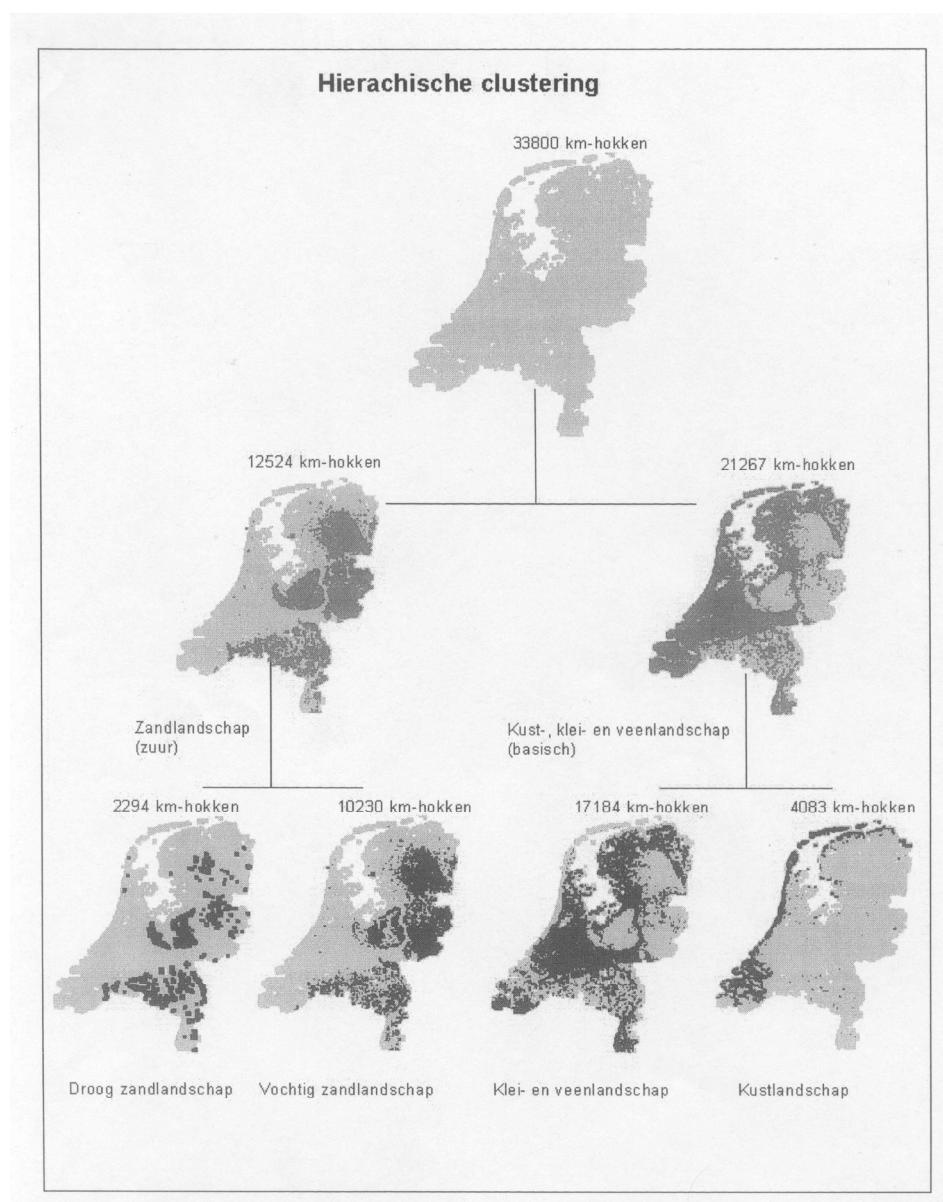 Hierachische clustering
33800 km-hokken
12524 km-hokken
21267 km-hokken
Zandlandschap
(zuur)
Kust-, klei- en veenlandschap
(basisch)
2294 km-hokken
10230 km-hokken
17184 km-hokken
4083 km-hokken
Droog zandlandschap
Vochtig zandlandschap
Klei- en veenlandschap
Kustlandschap